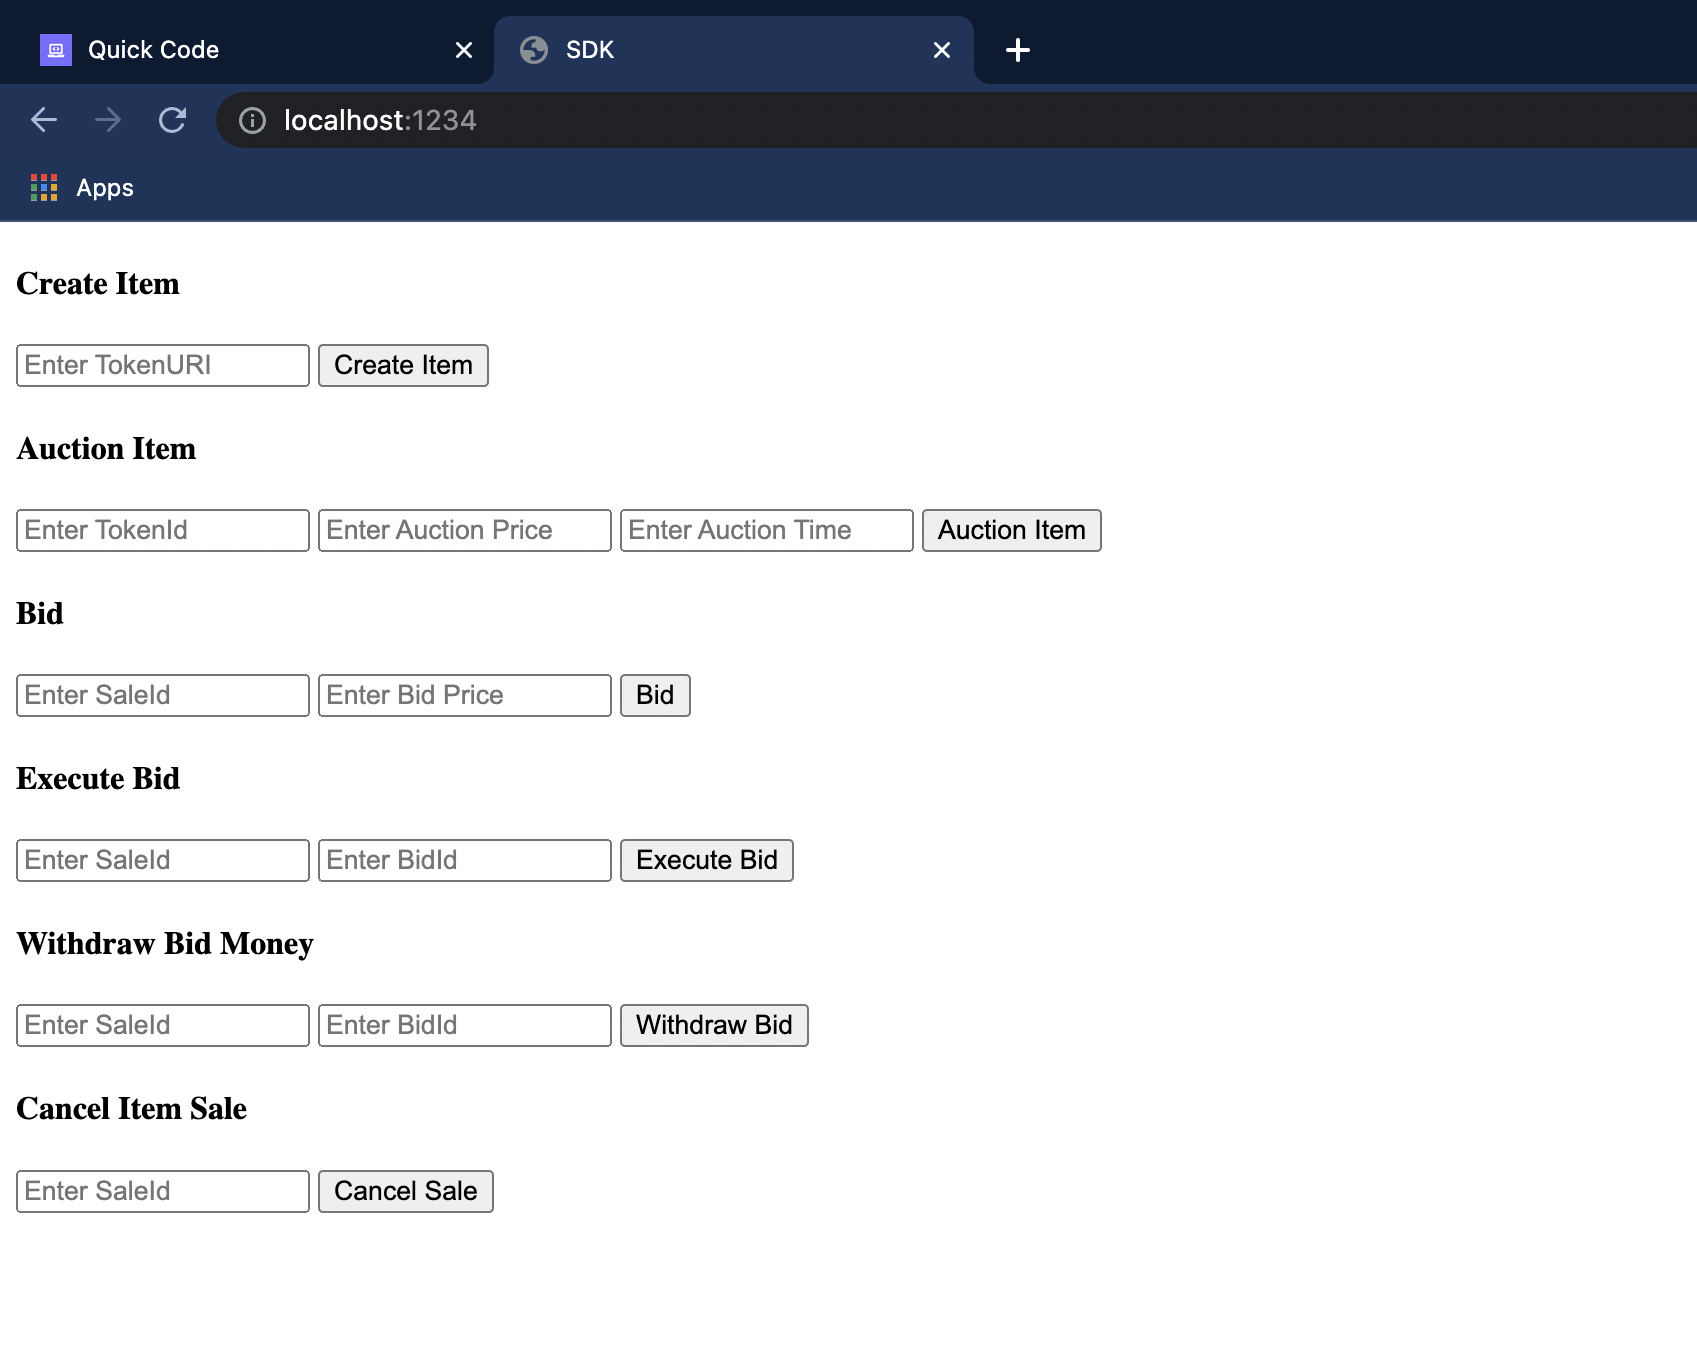 Quick Code
SDK
localhost:1234
Apps
Create Item
Enter TokenURI Create Item
Auction Item
Enter TokenId Enter Auction Price Enter Auction Time Auction Item
Bid
Enter SaleId Enter Bid Price Bid
Execute Bid
Enter SaleId Enter BidId Execute Bid
Withdraw Bid Money
Enter SaleId Enter BidId Withdraw Bid
Cancel Item Sale
Enter SaleId Cancel Sale